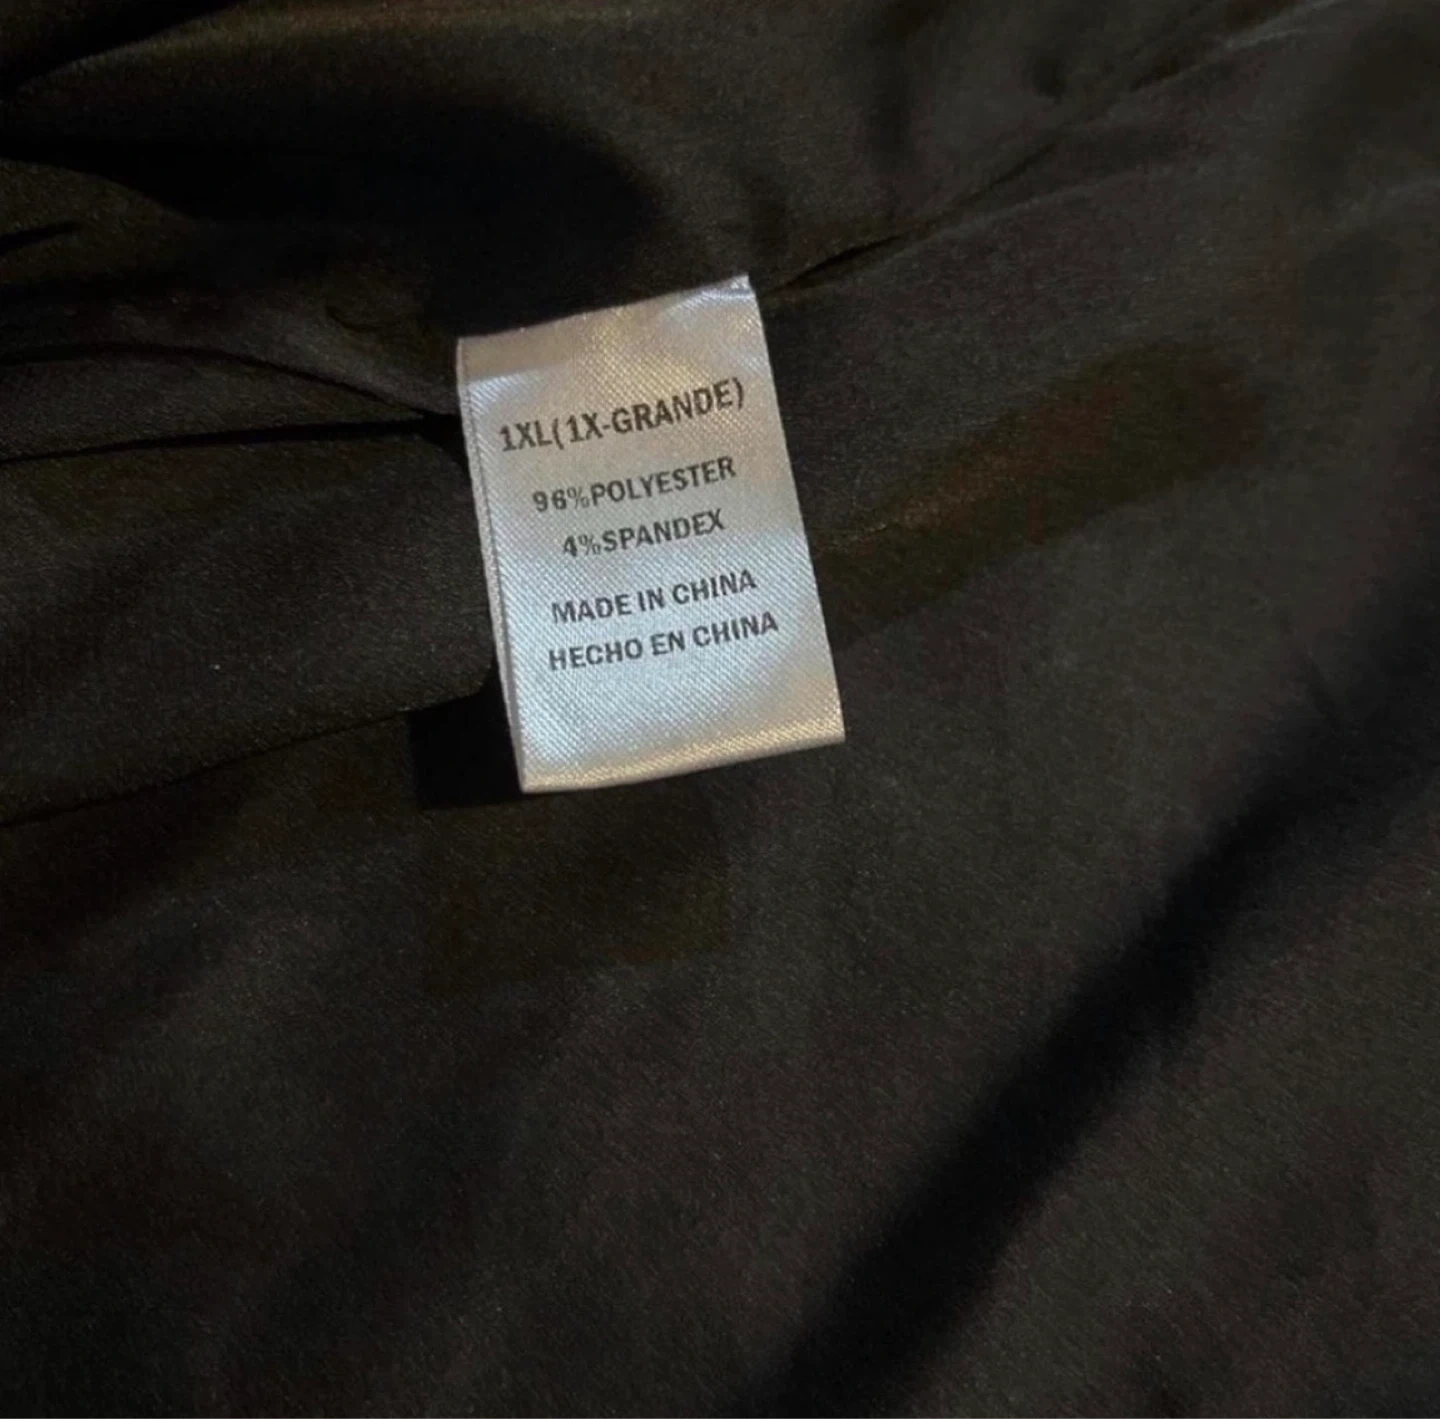 1XL(1X-GRANDE)
96%POLYESTER
4%SPANDEX
MADE IN CHINA
HECHO EN CHINA